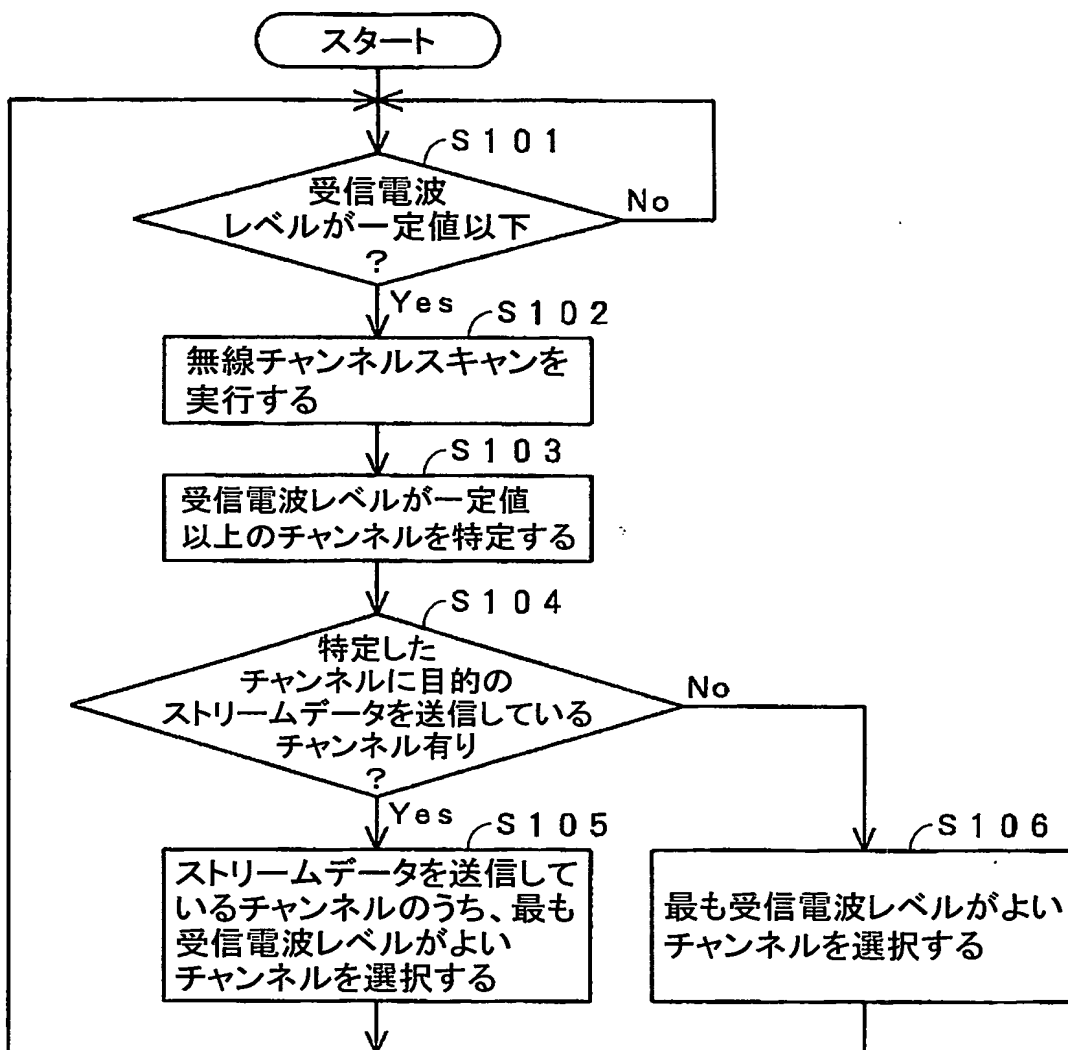 スタート
S101
受信電波
レベルが一定値以下
?
No
Yes
S102
無線チャンネルスキャンを
実行する
S103
受信電波レベルが一定値
以上のチャンネルを特定する
S104
特定した
チャンネルに目的の
ストリームデータを送信している
チャンネル有り
?
No
Yes
S105
ストリームデータを送信して
いるチャンネルのうち、最も
受信電波レベルがよい
チャンネルを選択する
S106
最も受信電波レベルがよい
チャンネルを選択する